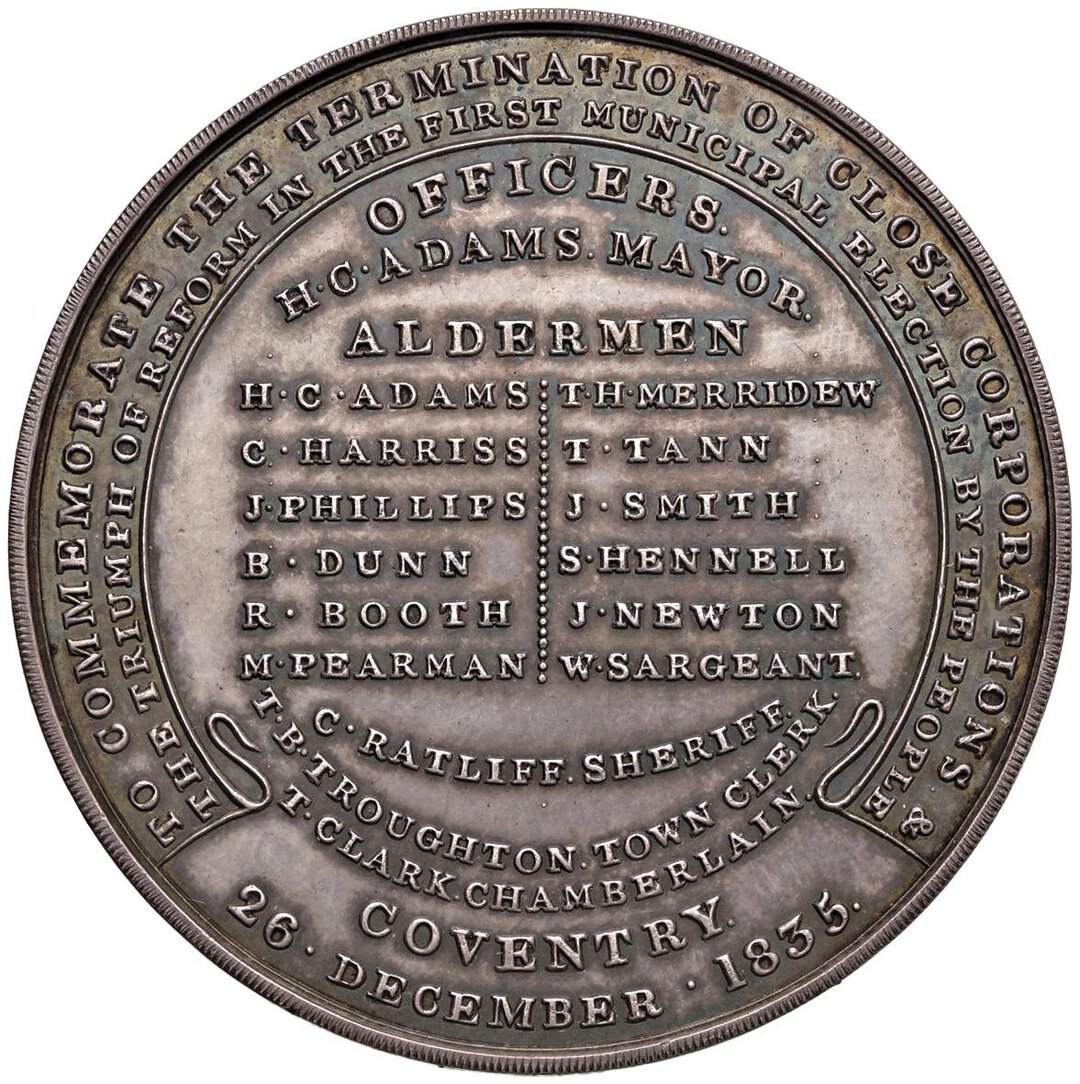 TO COMMEMORATE THE TERMINATION OF CLOSE CORPORATIONS &
THE TRIUMPH OF REFORM IN THE FIRST MUNICIPAL ELECTION BY THE PEOPLE
OFFICERS.
H·C·ADAMS. MAYOR.
ALDERMEN
H·C·ADAMS T·H·MERRIDEW
C·HARRISS T·TANN
J·PHILLIPS J·SMITH
B·DUNN S·HENNELL
R·BOOTH J·NEWTON
M·PEARMAN W·SARGEANT.
C·RATLIFF. SHERIFF.
T·B·TROUGHTON. TOWN CLERK.
T·CLARK. CHAMBERLAIN.
COVENTRY.
26·DECEMBER·1835.